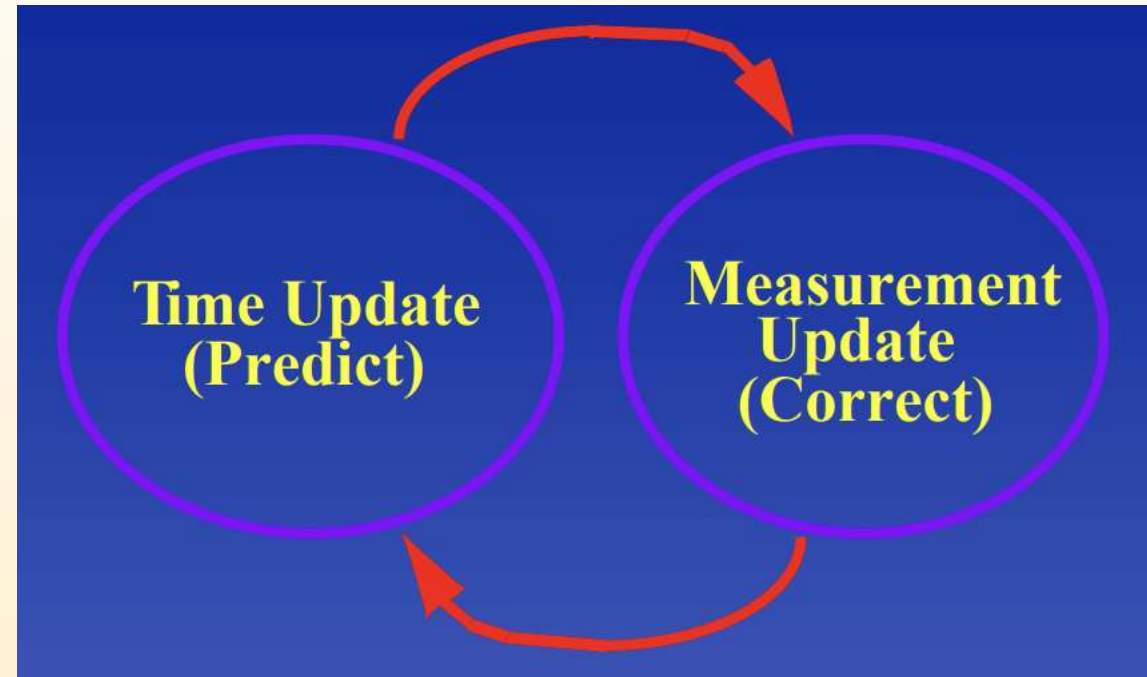 Time Update
(Predict)
Measurement
Update
(Correct)